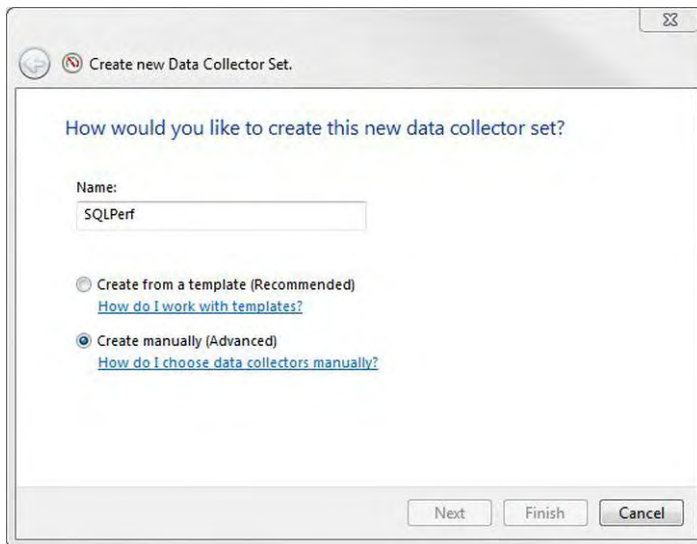 Create new Data Collector Set.
How would you like to create this new data collector set?
Name:
SQLPerf
Create from a template (Recommended)
How do I work with templates?
Create manually (Advanced)
How do I choose data collectors manually?
Next Finish Cancel